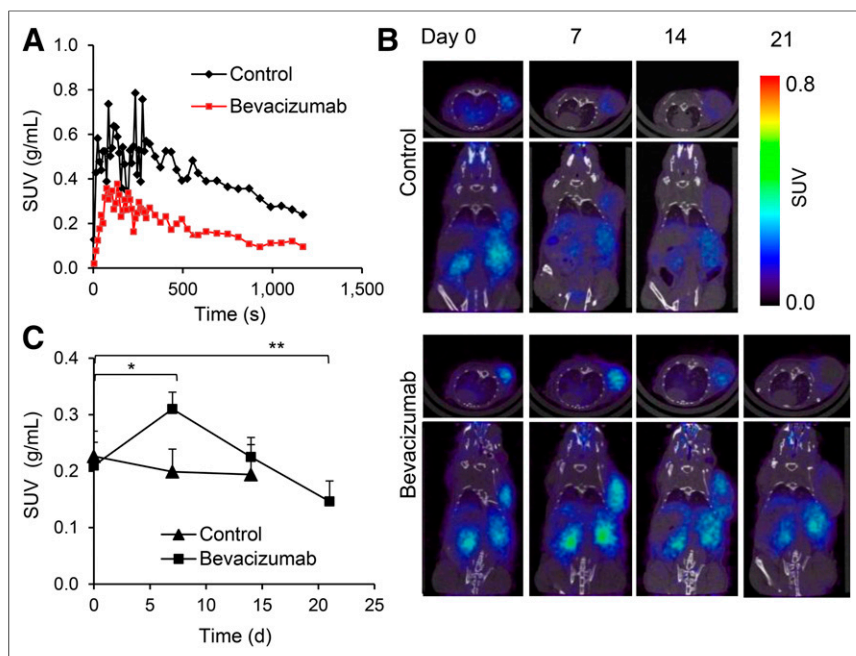 A
1.0
0.8
0.6
0.4
0.2
0.0
SUV (g/mL)
Control
Bevacizumab
0
500
1,000
1,500
Time (s)
B
Day 0
7
14
21
Control
Bevacizumab
0.8
SUV
0.0
C
**
*
0.4
0.3
0.2
0.1
0.0
SUV (g/mL)
Control
Bevacizumab
0
5
10
15
20
25
Time (d)